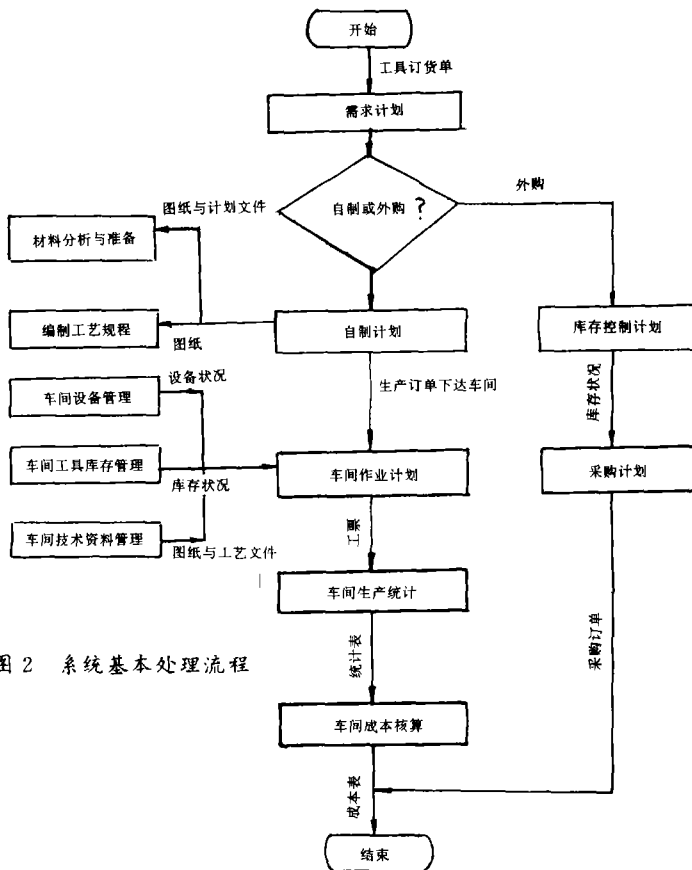 开始
工具订货单
需求计划
自制或外购?
外购
图纸与计划文件
材料分析与准备
编制工艺规程
图纸
自制计划
库存控制计划
设备状况
生产订单下达车间
库存状况
车间设备管理
车间工具库存管理
库存状况
车间作业计划
采购计划
车间技术资料管理
图纸与工艺文件
工票
车间生产统计
采购订单
图2 系统基本处理流程
统计表
车间成本核算
成本表
结束